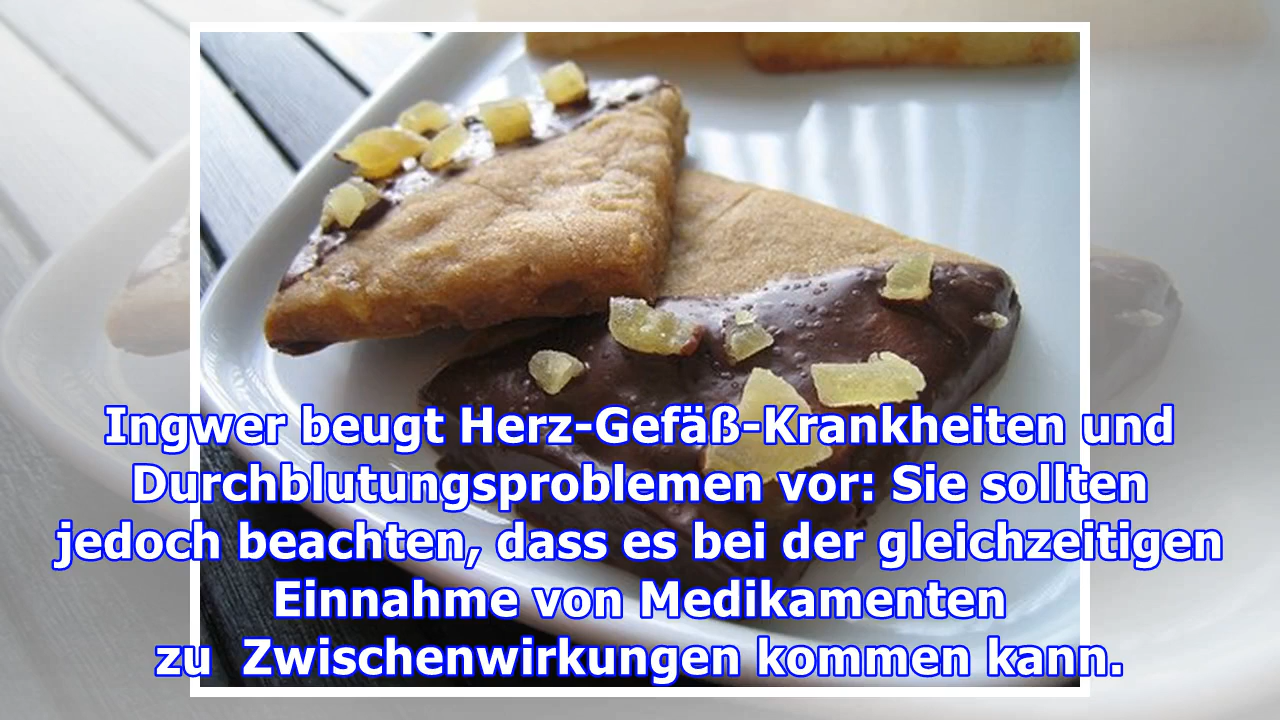 Ingwer beugt Herz-Gefäß-Krankheiten und
Durchblutungsproblemen vor: Sie sollten
jedoch beachten, dass es bei der gleichzeitigen
Einnahme von Medikamenten
zu  Zwischenwirkungen kommen kann.